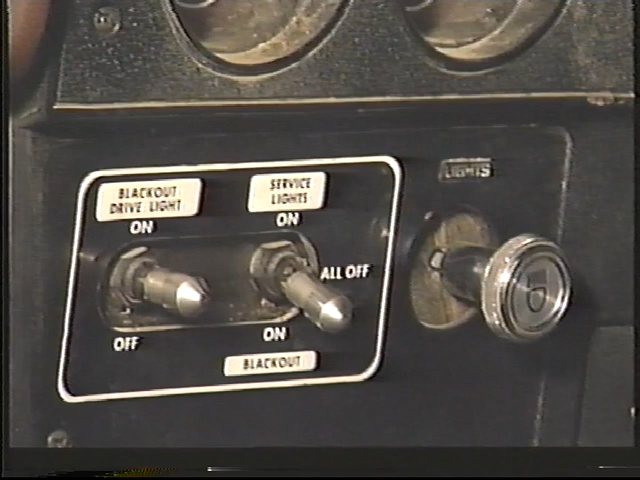 BLACKOUT
DRIVE LIGHT
ON
OFF
SERVICE
LIGHTS
ON
ALL OFF
ON
BLACKOUT
LIGHTS